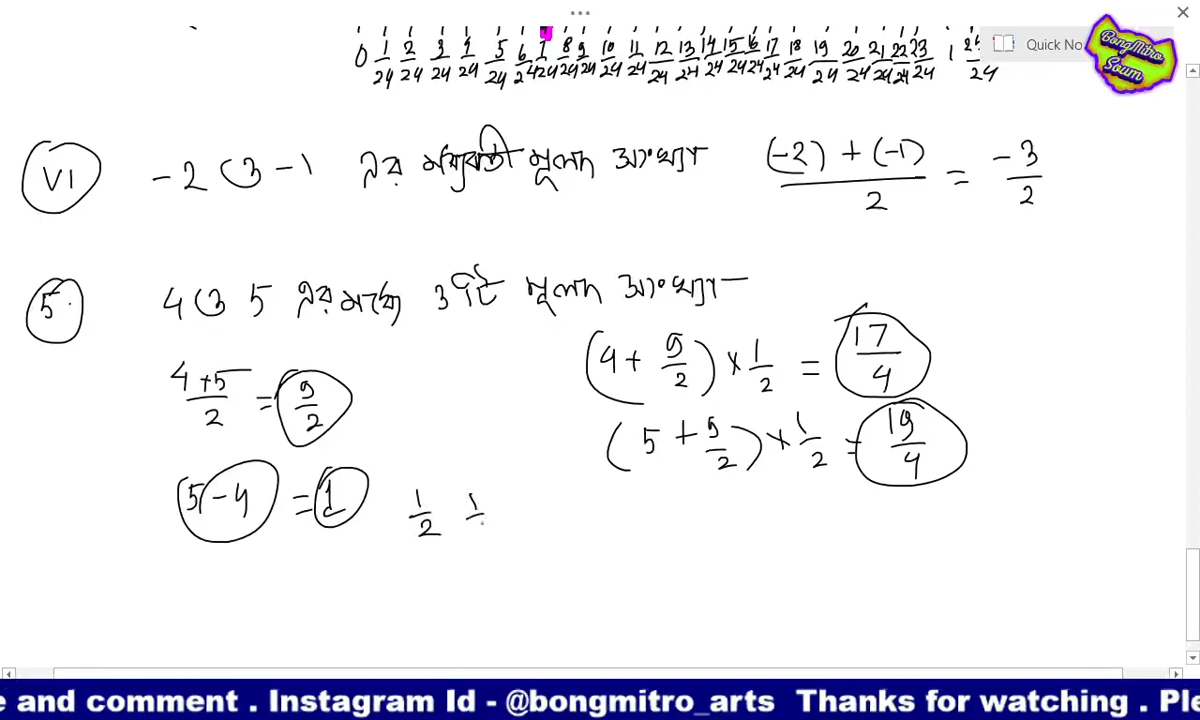 ...
0 1/24 2/24 3/24 4/24 5/24 6/24 7/24 8/24 9/24 10/24 11/24 12/24 13/24 14/24 15/24 16/24 17/24 18/24 19/24 20/24 21/24 22/24 23/24 1
Quick No
BongMitro
Soum
VI -2 ও -1 এর মধ্যবর্তী মূলদ সংখ্যা ((-2) + (-1))/2 = -3/2
5. 4 ও 5 এর মধ্যে ৩টি মূলদ সংখ্যা
(4+5)/2 = 9/2
(4 + 9/2) × 1/2 = 17/4
(5 + 9/2) × 1/2 = 19/4
5 - 4 = 1 1/2 1
e and comment . Instagram Id - @bongmitro_arts Thanks for watching . Ple